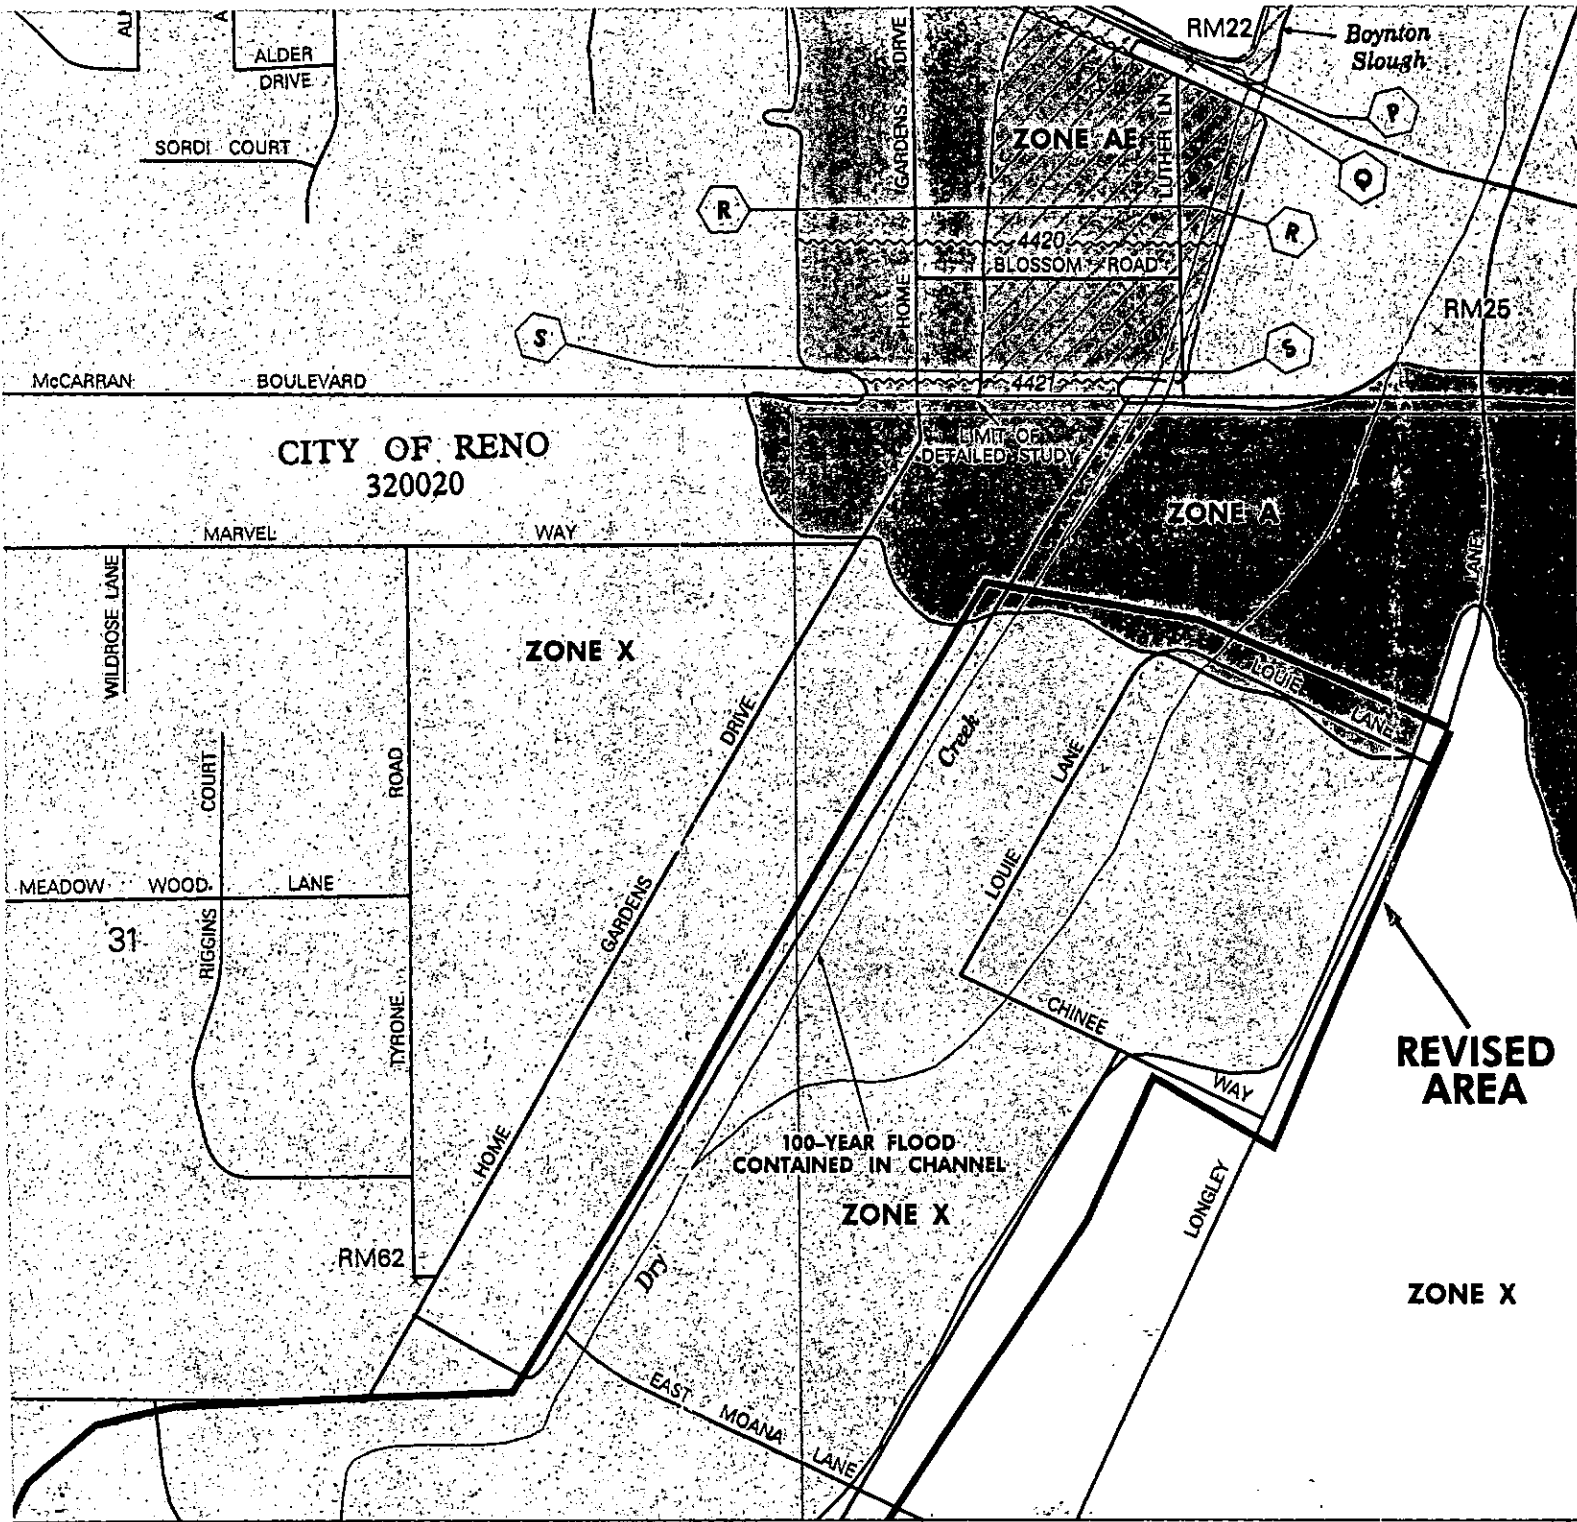 ALDER
DRIVE
SORDI COURT
GARDENS DRIVE
HOME
ZONE AE
LUTHER LN
RM22
Boynton
Slough
P
Q
R
R
4420
BLOSSOM ROAD
RM25
S
S
McCARRAN BOULEVARD
4421
CITY OF RENO
320020
LIMIT OF
DETAILED STUDY
ZONE A
MARVEL WAY
LANE
WILDROSE LANE
ZONE X
LOUIE
LANE
DRIVE
Creek
LANE
COURT
ROAD
LOUIE
MEADOW WOOD LANE
GARDENS
31
RIGGINS
TYRONE
CHINEE
WAY
REVISED
AREA
HOME
100-YEAR FLOOD
CONTAINED IN CHANNEL
ZONE X
LONGLEY
RM62
Dry
ZONE X
EAST
MOANA
LANE